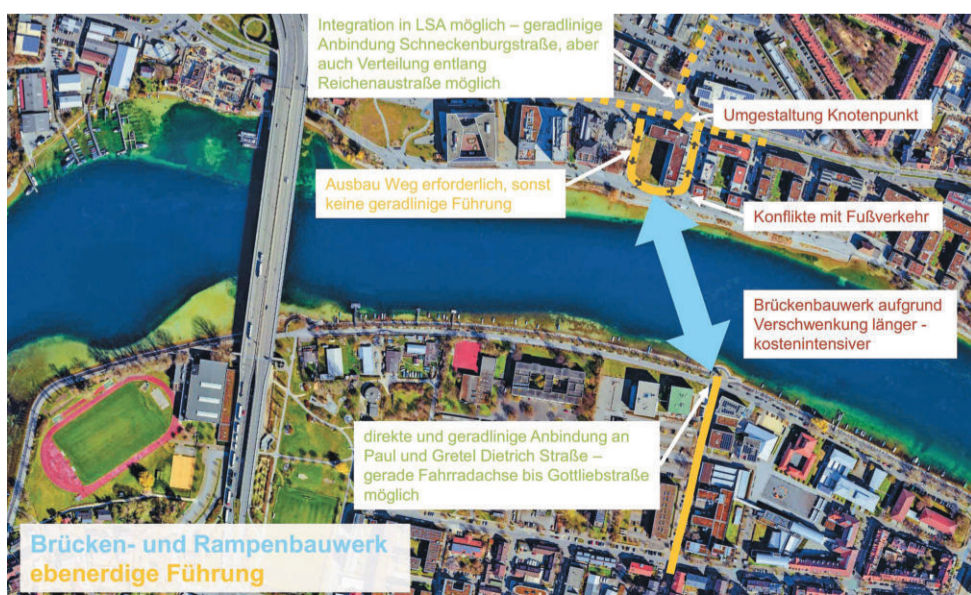 Integration in LSA möglich – geradlinige
Anbindung Schneckenburgstraße, aber
auch Verteilung entlang
Reichenaustraße möglich
Umgestaltung Knotenpunkt
Ausbau Weg erforderlich, sonst
keine geradlinige Führung
Konflikte mit Fußverkehr
Brückenbauwerk aufgrund
Verschwenkung länger -
kostenintensiver
direkte und geradlinige Anbindung an
Paul und Gretel Dietrich Straße –
gerade Fahrradachse bis Gottliebstraße
möglich
Brücken- und Rampenbauwerk
ebenerdige Führung